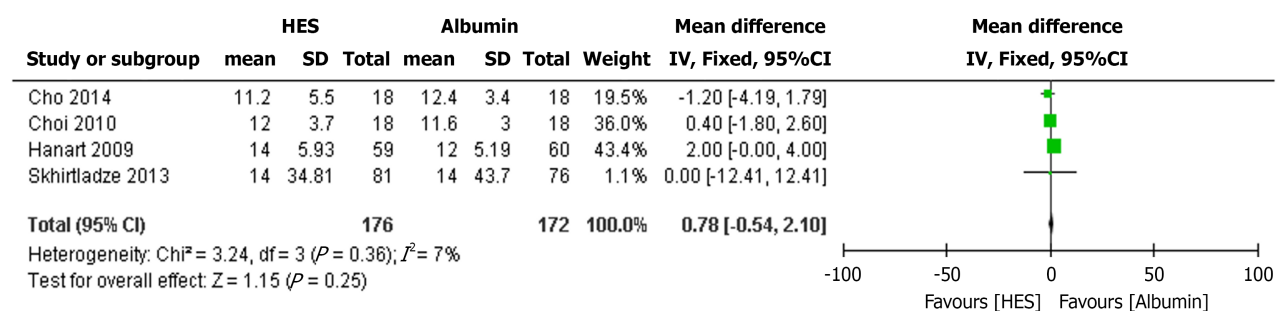 HES Albumin Mean difference Mean difference
Study or subgroup mean SD Total mean SD Total Weight IV, Fixed, 95%CI IV, Fixed, 95%CI
Cho 2014 11.2 5.5 18 12.4 3.4 18 19.5% -1.20 [-4.19, 1.79]
Choi 2010 12 3.7 18 11.6 3 18 36.0% 0.40 [-1.80, 2.60]
Hanart 2009 14 5.93 59 12 5.19 60 43.4% 2.00 [-0.00, 4.00]
Skhirtladze 2013 14 34.81 81 14 43.7 76 1.1% 0.00 [-12.41, 12.41]
Total (95% CI) 176 172 100.0% 0.78 [-0.54, 2.10]
Heterogeneity: Chi² = 3.24, df = 3 (P = 0.36); I² = 7%
Test for overall effect: Z = 1.15 (P = 0.25)
-100 -50 0 50 100
Favours [HES] Favours [Albumin]